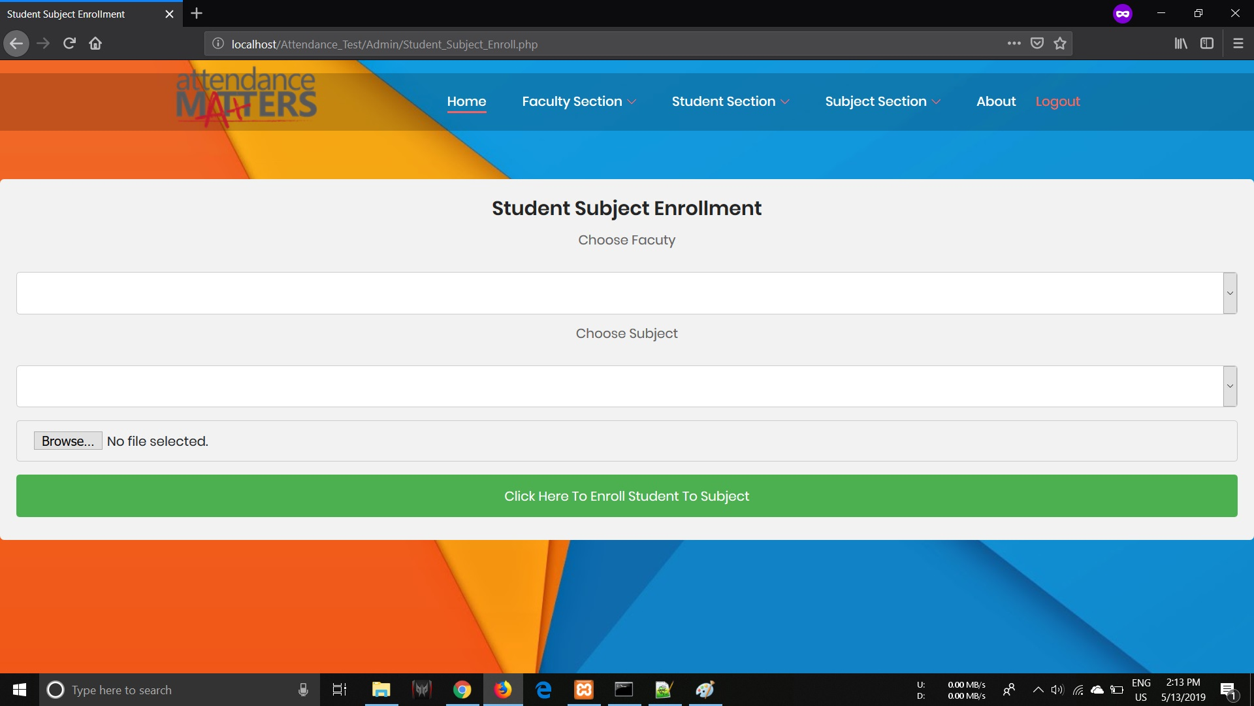 Student Subject Enrollment
localhost/Attendance_Test/Admin/Student_Subject_Enroll.php
attendance
MATTERS
Home Faculty Section Student Section Subject Section About Logout
Student Subject Enrollment
Choose Facuty
Choose Subject
Browse... No file selected.
Click Here To Enroll Student To Subject
Type here to search
U: 0.00 MB/s
D: 0.00 MB/s
ENG
US
2:13 PM
5/13/2019
1